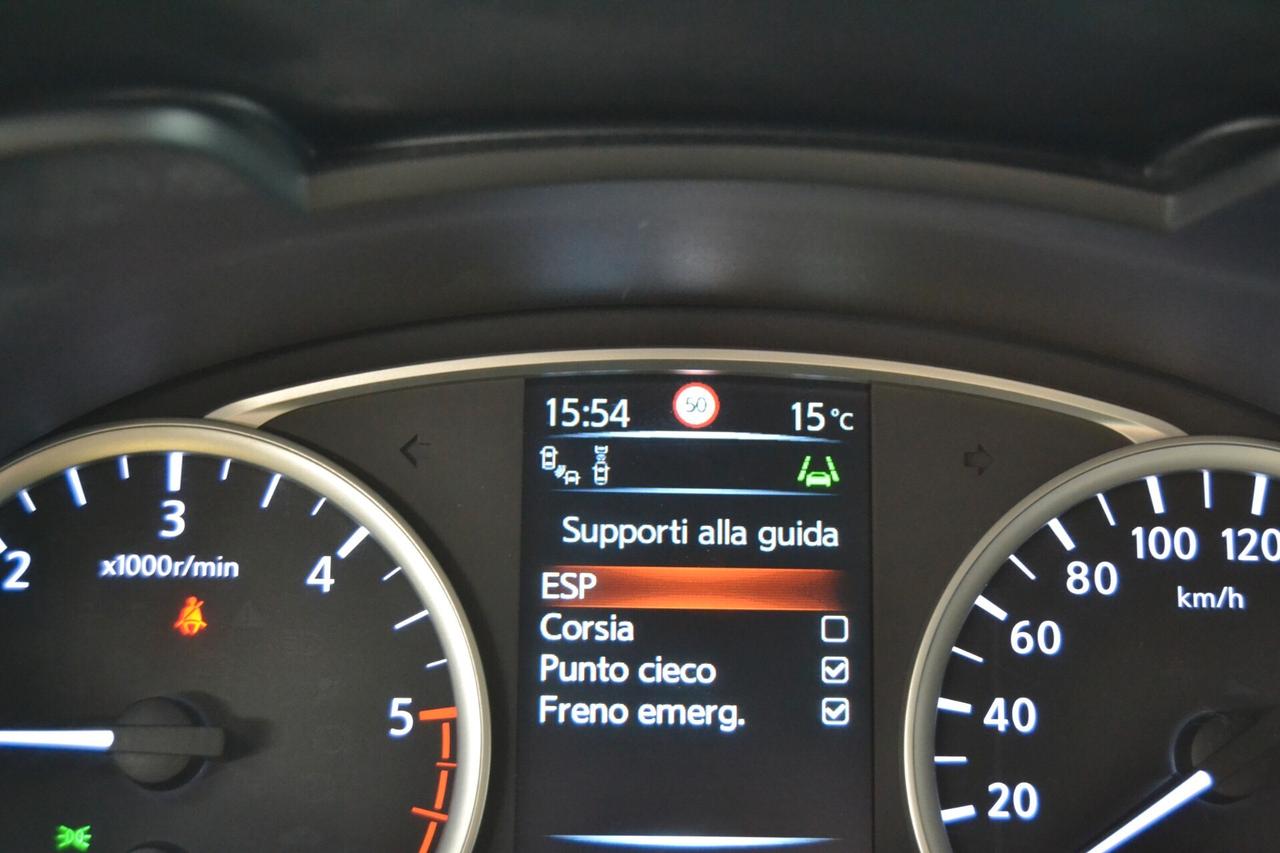 15:54 50 15°C
Supporti alla guida
ESP
Corsia
Punto cieco
Freno emerg.
2 3 4 5
x1000r/min
20 40 60 80 100 120
km/h